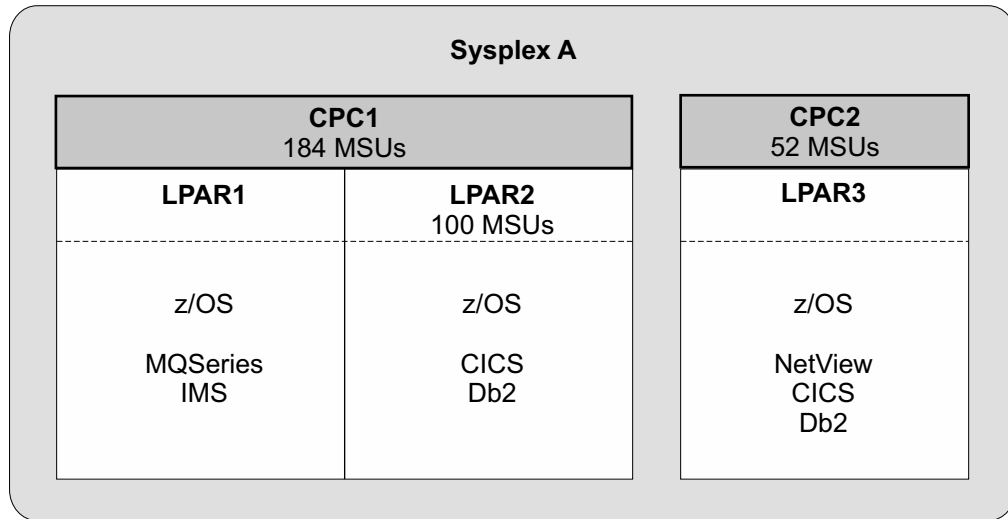 Sysplex A
CPC1
184 MSUs
LPAR1
z/OS
MQSeries
IMS
LPAR2
100 MSUs
z/OS
CICS
Db2
CPC2
52 MSUs
LPAR3
z/OS
NetView
CICS
Db2